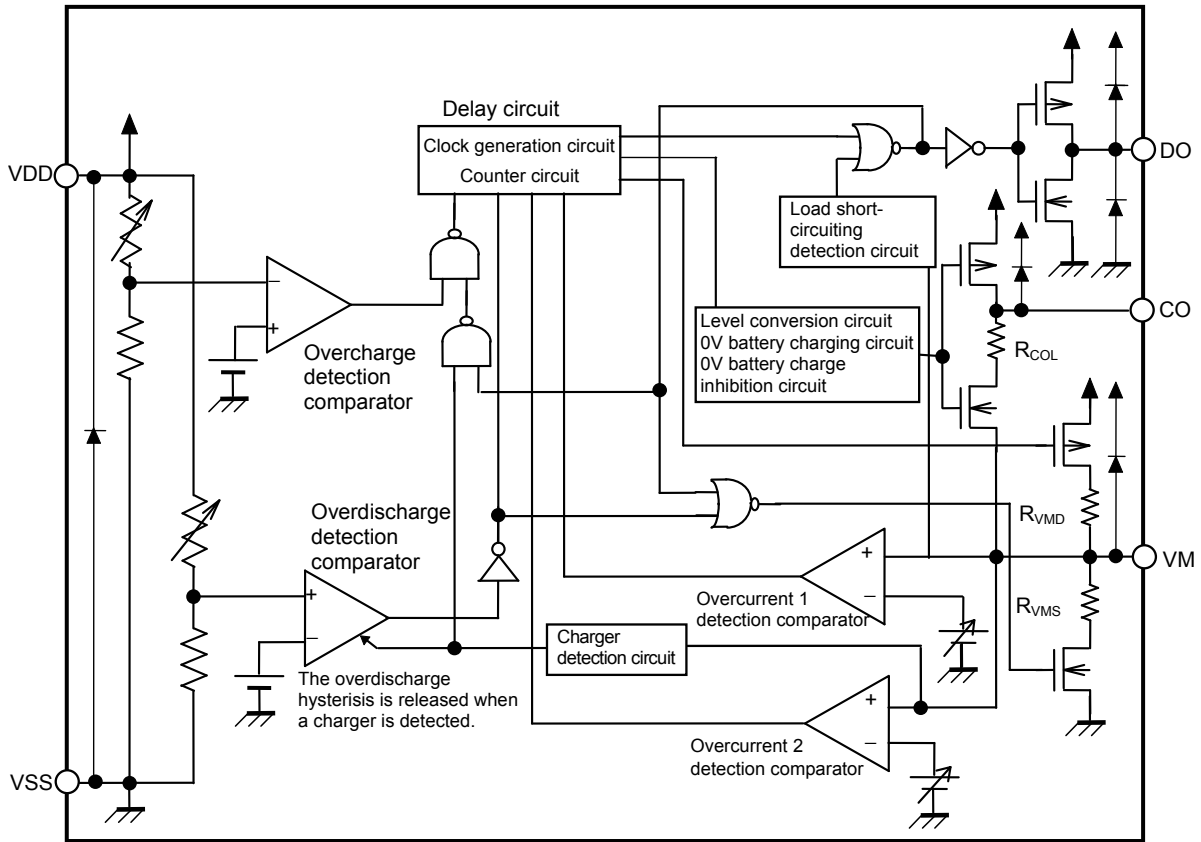 Delay circuit
Clock generation circuit
Counter circuit
VDD
DO
Load short-
circuiting
detection circuit
CO
Level conversion circuit
0V battery charging circuit
0V battery charge
inhibition circuit
RCOL
−
+
Overcharge
detection
comparator
Overdischarge
detection
comparator
RVMD
VM
+
−
Overcurrent 1
detection comparator
RVMS
+
−
Charger
detection circuit
The overdischarge
hysterisis is released when
a charger is detected.
+
−
Overcurrent 2
detection comparator
VSS